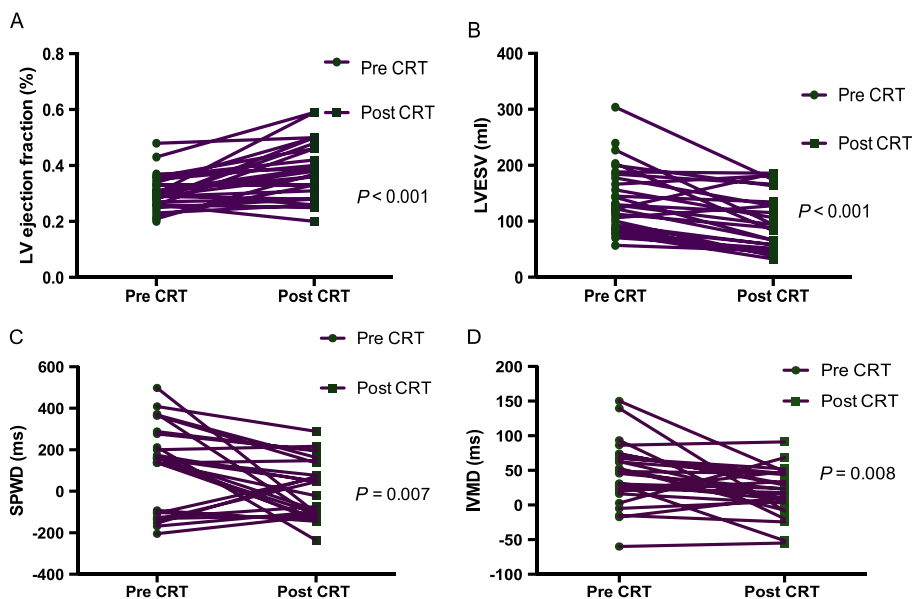 A
LV ejection fraction (%)
0.8
0.6
0.4
0.2
0.0
Pre CRT
Post CRT
Pre CRT
Post CRT
P < 0.001
B
LVESV (ml)
400
300
200
100
0
Pre CRT
Post CRT
Pre CRT
Post CRT
P < 0.001
C
SPWD (ms)
600
400
200
0
-200
-400
Pre CRT
Post CRT
Pre CRT
Post CRT
P = 0.007
D
IVMD (ms)
200
150
100
50
0
-50
-100
Pre CRT
Post CRT
Pre CRT
Post CRT
P = 0.008